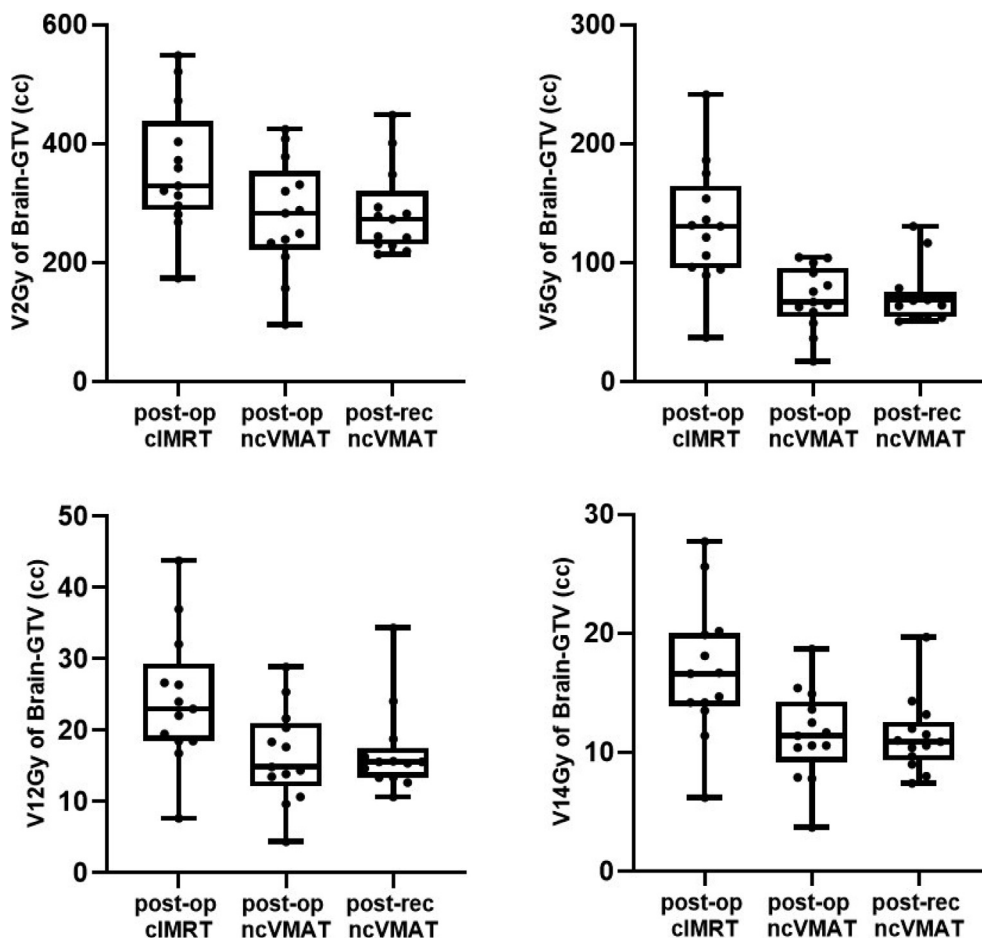 V2Gy of Brain-GTV (cc)
600
400
200
0
post-op
cIMRT
post-op
ncVMAT
post-rec
ncVMAT
V5Gy of Brain-GTV (cc)
300
200
100
0
post-op
cIMRT
post-op
ncVMAT
post-rec
ncVMAT
V12Gy of Brain-GTV (cc)
50
40
30
20
10
0
post-op
cIMRT
post-op
ncVMAT
post-rec
ncVMAT
V14Gy of Brain-GTV (cc)
30
20
10
0
post-op
cIMRT
post-op
ncVMAT
post-rec
ncVMAT